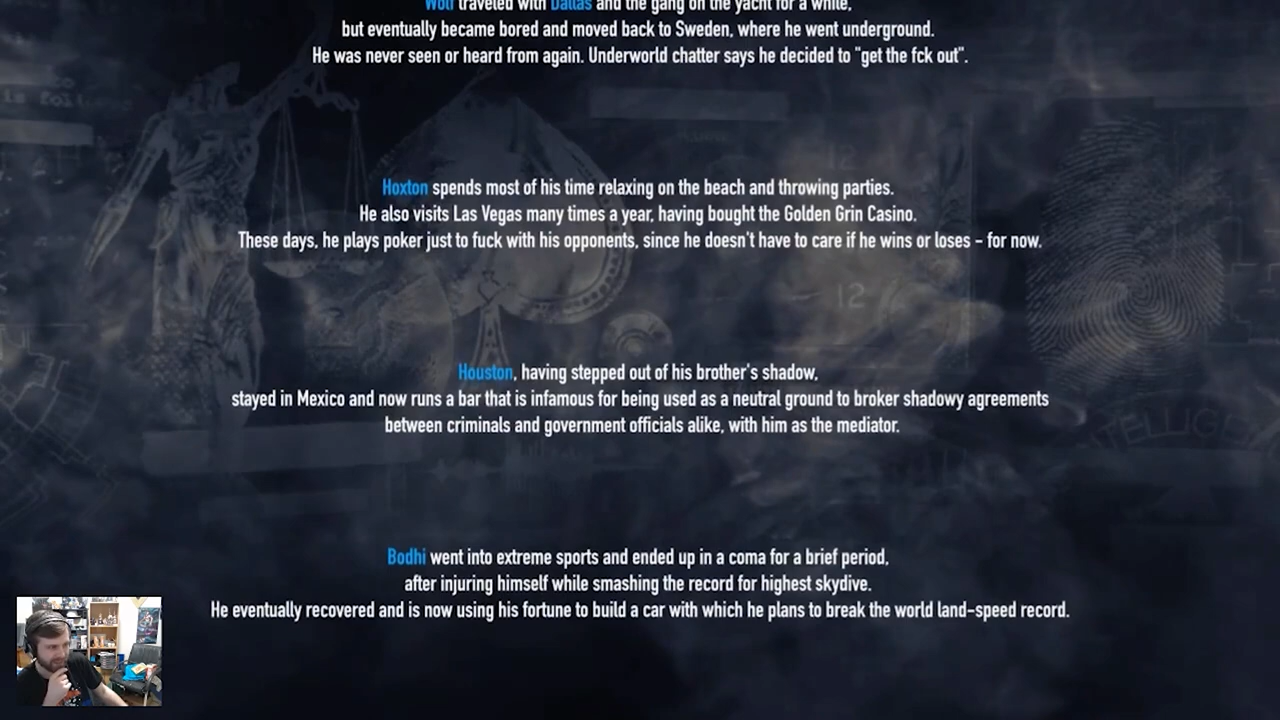 Wolf traveled with Dallas and the gang on the yacht for a while,
but eventually became bored and moved back to Sweden, where he went underground.
He was never seen or heard from again. Underworld chatter says he decided to "get the fck out".
Hoxton spends most of his time relaxing on the beach and throwing parties.
He also visits Las Vegas many times a year, having bought the Golden Grin Casino.
These days, he plays poker just to fuck with his opponents, since he doesn't have to care if he wins or loses - for now.
12
Houston, having stepped out of his brother's shadow,
stayed in Mexico and now runs a bar that is infamous for being used as a neutral ground to broker shadowy agreements
between criminals and government officials alike, with him as the mediator.
Bodhi went into extreme sports and ended up in a coma for a brief period,
after injuring himself while smashing the record for highest skydive.
He eventually recovered and is now using his fortune to build a car with which he plans to break the world land-speed record.